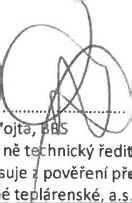 Vojta, BBS
ně technický ředit
suje z pověření pře
é teplárenské, a.s.